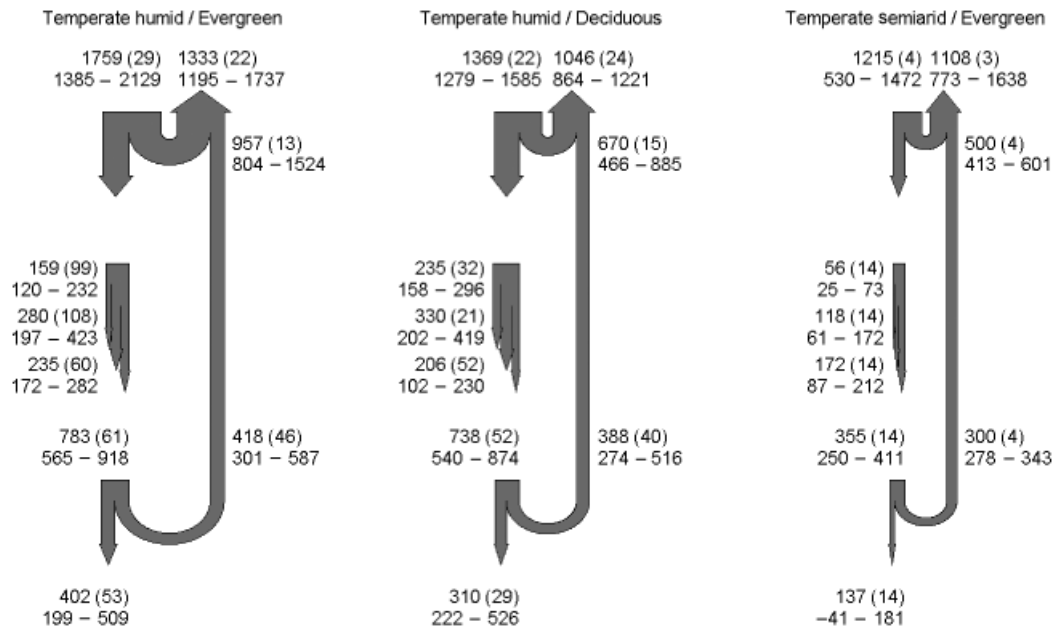 Temperate humid / Evergreen
1759 (29) 1333 (22)
1385 – 2129 1195 – 1737
957 (13)
804 – 1524
159 (99)
120 – 232
280 (108)
197 – 423
235 (60)
172 – 282
783 (61)
565 – 918
418 (46)
301 – 587
402 (53)
199 – 509
Temperate humid / Deciduous
1369 (22) 1046 (24)
1279 – 1585 864 – 1221
670 (15)
466 – 885
235 (32)
158 – 296
330 (21)
202 – 419
206 (52)
102 – 230
738 (52)
540 – 874
388 (40)
274 – 516
310 (29)
222 – 526
Temperate semiarid / Evergreen
1215 (4) 1108 (3)
530 – 1472 773 – 1638
500 (4)
413 – 601
56 (14)
25 – 73
118 (14)
61 – 172
172 (14)
87 – 212
355 (14)
250 – 411
300 (4)
278 – 343
137 (14)
–41 – 181